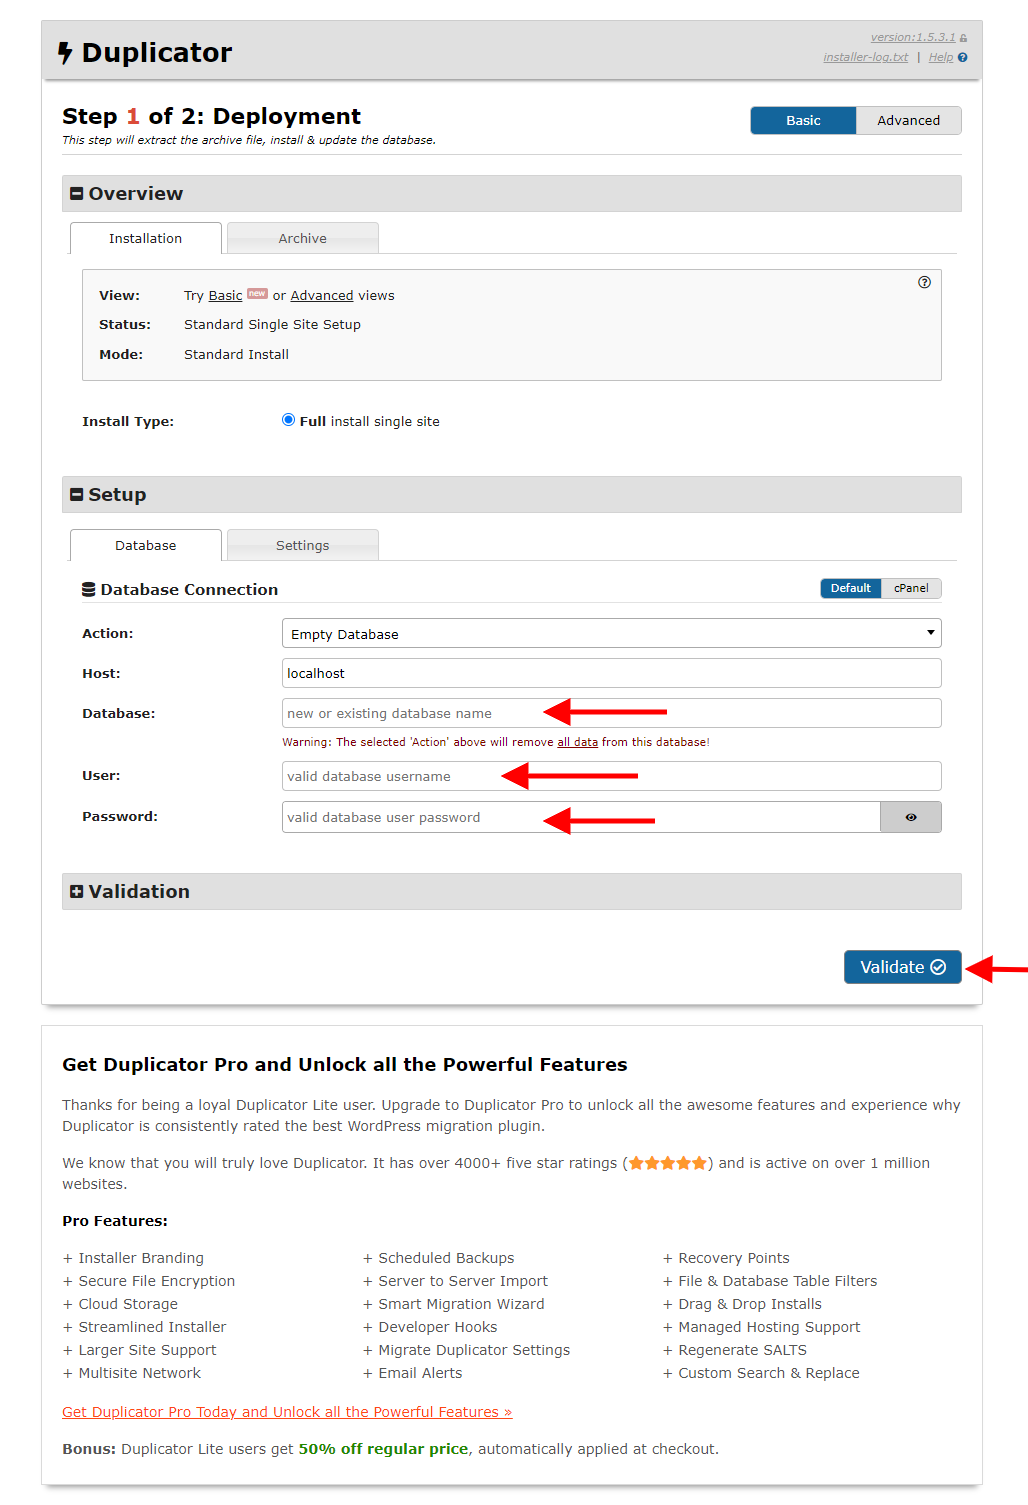 Duplicator
version:1.5.3.1
installer-log.txt | Help
Step 1 of 2: Deployment
This step will extract the archive file, install & update the database.
Basic Advanced
Overview
Installation Archive
View: Try Basic new or Advanced views
Status: Standard Single Site Setup
Mode: Standard Install
Install Type: Full install single site
Setup
Database Settings
Database Connection Default cPanel
Action: Empty Database
Host: localhost
Database: new or existing database name
Warning: The selected 'Action' above will remove all data from this database!
User: valid database username
Password: valid database user password
Validation
Validate
Get Duplicator Pro and Unlock all the Powerful Features
Thanks for being a loyal Duplicator Lite user. Upgrade to Duplicator Pro to unlock all the awesome features and experience why
Duplicator is consistently rated the best WordPress migration plugin.
We know that you will truly love Duplicator. It has over 4000+ five star ratings (★★★★★) and is active on over 1 million
websites.
Pro Features:
+ Installer Branding + Scheduled Backups + Recovery Points
+ Secure File Encryption + Server to Server Import + File & Database Table Filters
+ Cloud Storage + Smart Migration Wizard + Drag & Drop Installs
+ Streamlined Installer + Developer Hooks + Managed Hosting Support
+ Larger Site Support + Migrate Duplicator Settings + Regenerate SALTS
+ Multisite Network + Email Alerts + Custom Search & Replace
Get Duplicator Pro Today and Unlock all the Powerful Features »
Bonus: Duplicator Lite users get 50% off regular price, automatically applied at checkout.